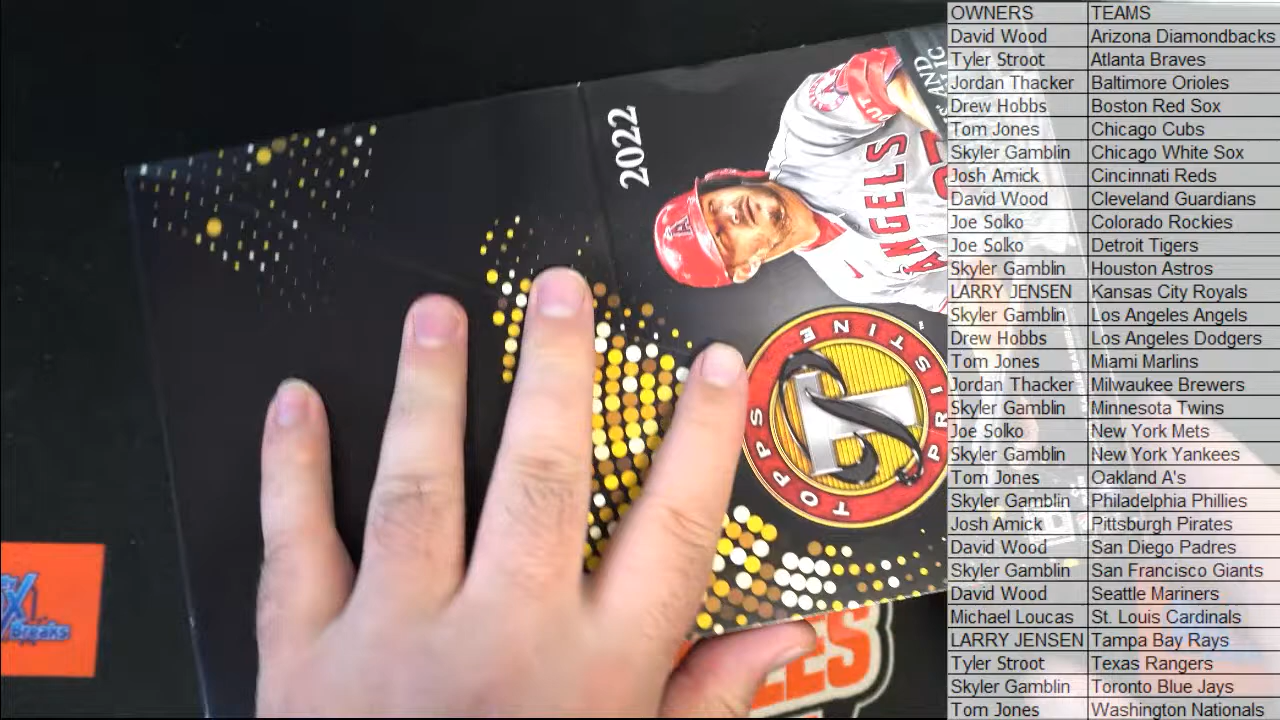 OWNERS TEAMS
David Wood Arizona Diamondbacks
Tyler Stroot Atlanta Braves
Jordan Thacker Baltimore Orioles
Drew Hobbs Boston Red Sox
Tom Jones Chicago Cubs
Skyler Gamblin Chicago White Sox
Josh Amick Cincinnati Reds
David Wood Cleveland Guardians
Joe Solko Colorado Rockies
Joe Solko Detroit Tigers
Skyler Gamblin Houston Astros
LARRY JENSEN Kansas City Royals
Skyler Gamblin Los Angeles Angels
Drew Hobbs Los Angeles Dodgers
Tom Jones Miami Marlins
Jordan Thacker Milwaukee Brewers
Skyler Gamblin Minnesota Twins
Joe Solko New York Mets
Skyler Gamblin New York Yankees
Tom Jones Oakland A's
Skyler Gamblin Philadelphia Phillies
Josh Amick Pittsburgh Pirates
David Wood San Diego Padres
Skyler Gamblin San Francisco Giants
David Wood Seattle Mariners
Michael Loucas St. Louis Cardinals
LARRY JENSEN Tampa Bay Rays
Tyler Stroot Texas Rangers
Skyler Gamblin Toronto Blue Jays
Tom Jones Washington Nationals
2022
ANGELS
A
TOPPS PRISTINE
Breaks